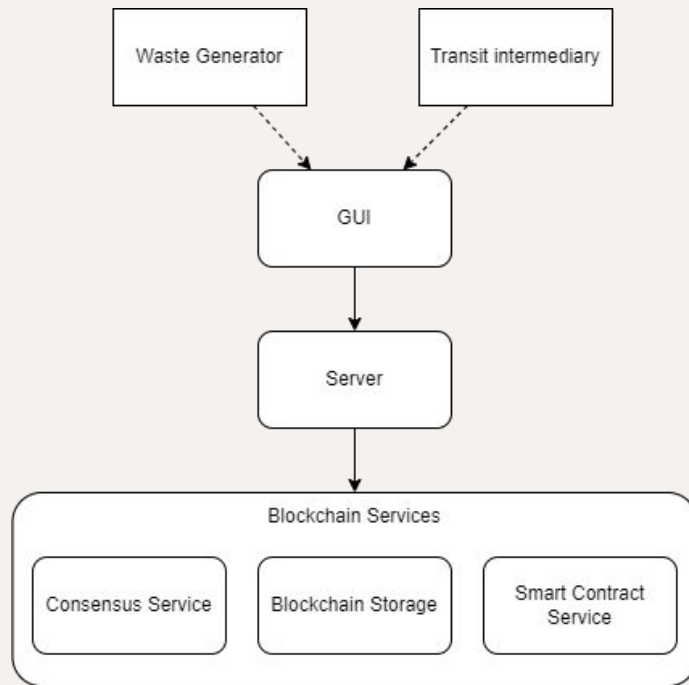 Waste Generator
Transit intermediary
GUI
Server
Blockchain Services
Consensus Service
Blockchain Storage
Smart Contract
Service